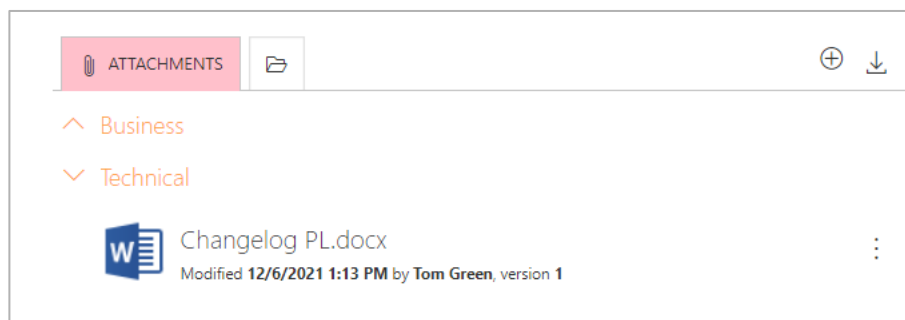 ATTACHMENTS
Business
Technical
W
Changelog PL.docx
Modified 12/6/2021 1:13 PM by Tom Green, version 1